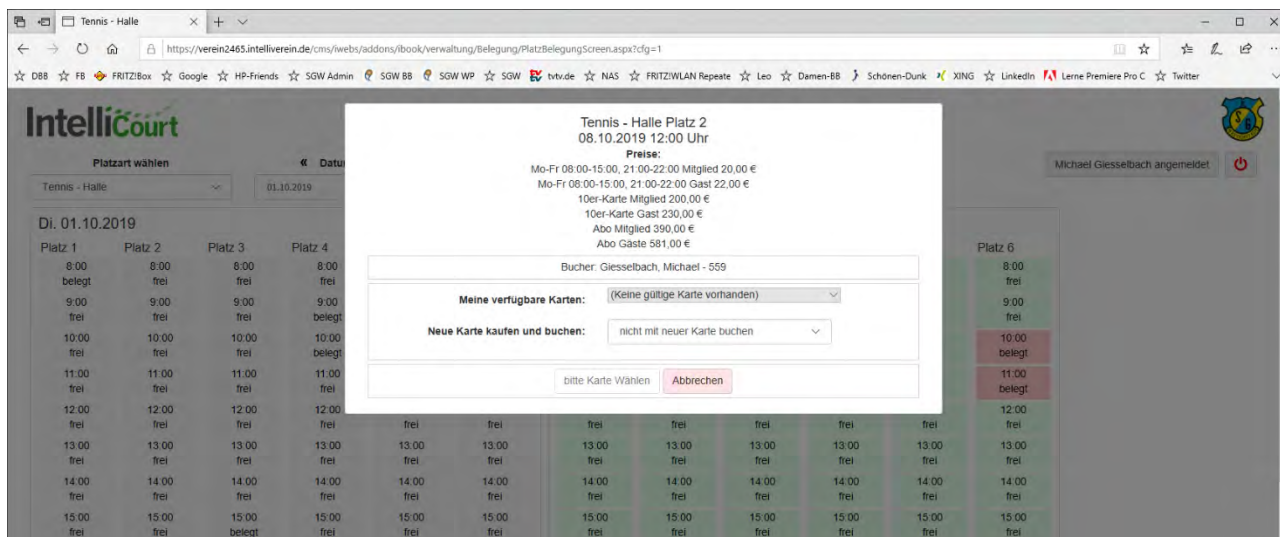 Tennis - Halle
https://verein2465.intelliverein.de/cms/iwebs/addons/ibook/verwaltung/Belegung/PlatzBelegungScreen.aspx?cfg=1
DBB FB FRITZ!Box Google HP-Friends SGW Admin SGW BB SGW WP SGW tvtv.de NAS FRITZ!WLAN Repeate Leo Damen-BB Schönen-Dunk XING LinkedIn Lerne Premiere Pro C Twitter
IntelliCourt
Platzart wählen « Datu
Tennis - Halle 01.10.2019
Michael Giesselbach angemeldet
Tennis - Halle Platz 2
08.10.2019 12:00 Uhr
Preise:
Mo-Fr 08:00-15:00, 21:00-22:00 Mitglied 20,00 €
Mo-Fr 08:00-15:00, 21:00-22:00 Gast 22,00 €
10er-Karte Mitglied 200,00 €
10er-Karte Gast 230,00 €
Abo Mitglied 390,00 €
Abo Gäste 581,00 €
Bucher: Giesselbach, Michael - 559
Meine verfügbare Karten: (Keine gültige Karte vorhanden)
Neue Karte kaufen und buchen: nicht mit neuer Karte buchen
bitte Karte Wählen Abbrechen
Di. 01.10.2019
Platz 1 Platz 2 Platz 3 Platz 4 Platz 6
8:00 8:00 8:00 8:00 8:00
belegt frei frei frei frei
9:00 9:00 9:00 9:00 9:00
frei frei frei belegt frei
10:00 10:00 10:00 10:00 10:00
frei frei frei belegt belegt
11:00 11:00 11:00 11:00 11:00
frei frei frei frei belegt
12:00 12:00 12:00 12:00 12:00
frei frei frei frei frei frei frei frei frei frei frei frei
13:00 13:00 13:00 13:00 13:00 13:00 13:00 13:00 13:00 13:00 13:00 13:00
frei frei frei frei frei frei frei frei frei frei frei frei
14:00 14:00 14:00 14:00 14:00 14:00 14:00 14:00 14:00 14:00 14:00 14:00
frei frei frei frei frei frei frei frei frei frei frei frei
15:00 15:00 15:00 15:00 15:00 15:00 15:00 15:00 15:00 15:00 15:00 15:00
frei frei belegt frei frei frei frei frei frei frei frei frei